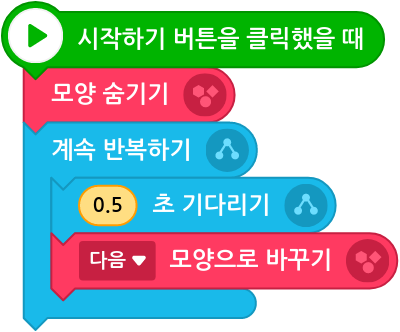 시작하기 버튼을 클릭했을 때
모양 숨기기
계속 반복하기
0.5 초 기다리기
다음 모양으로 바꾸기